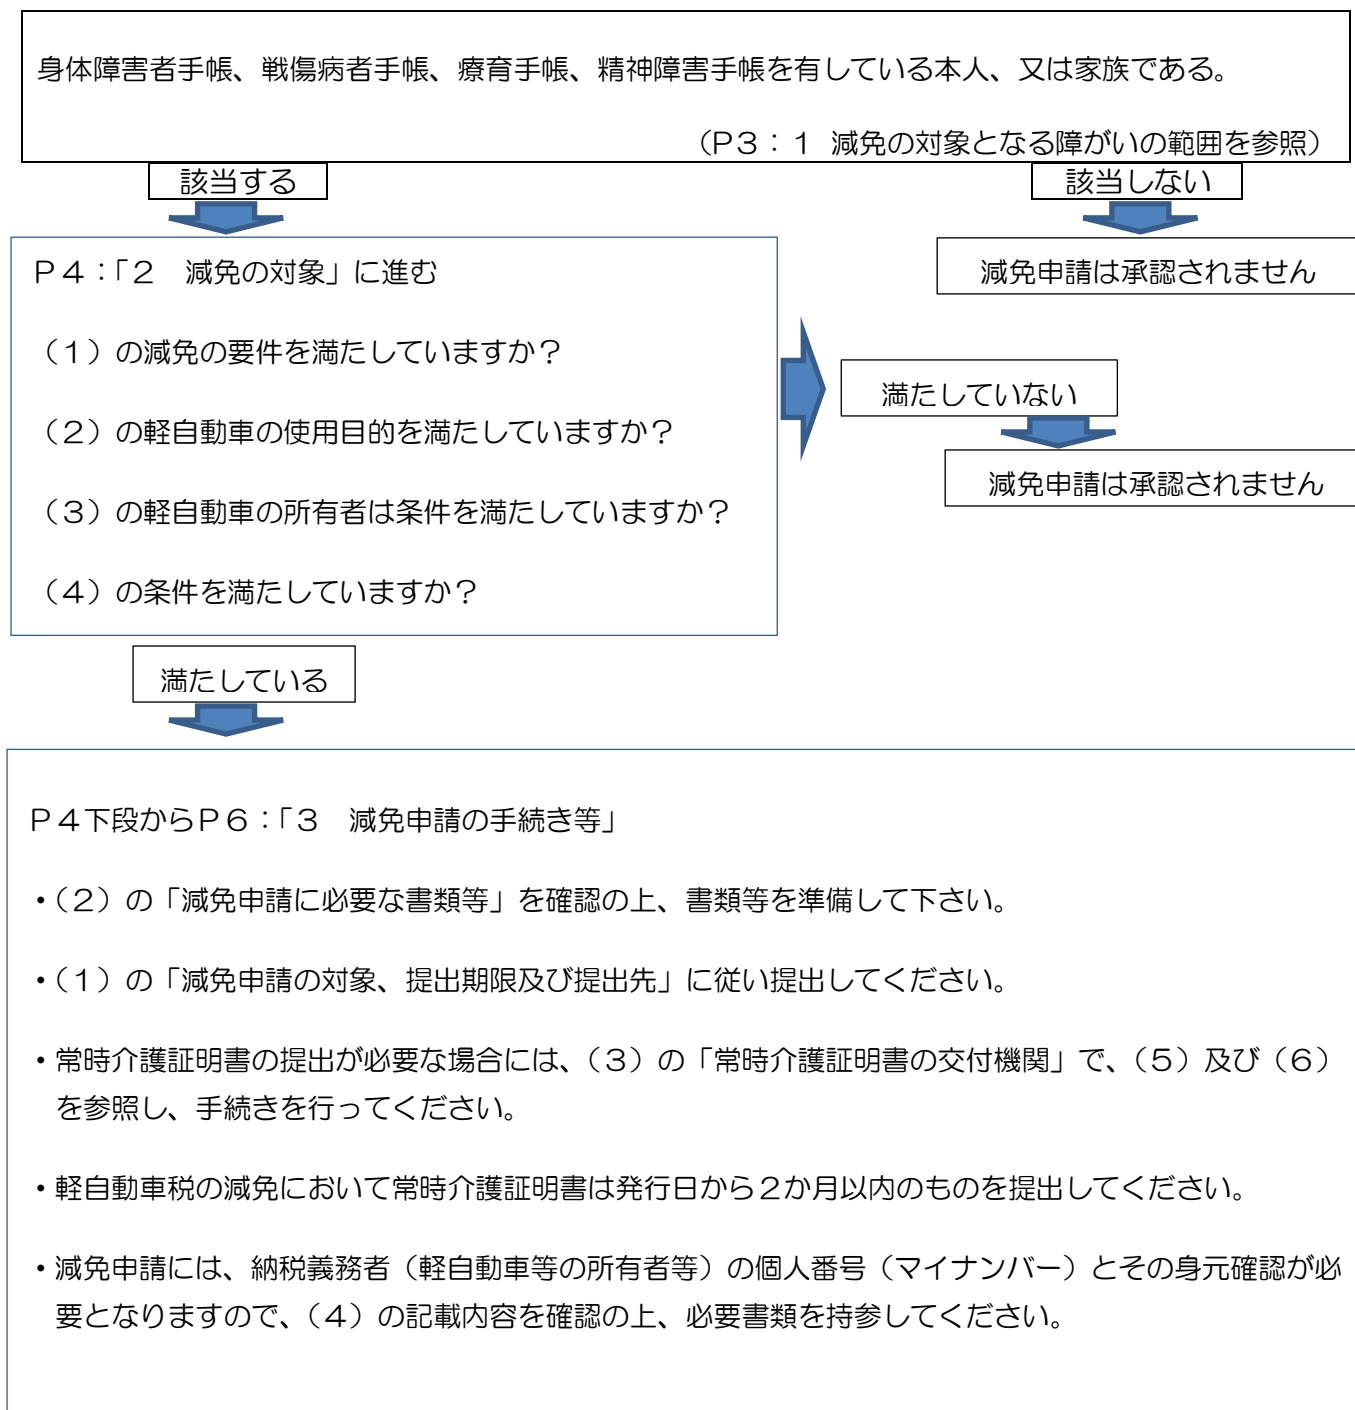 身体障害者手帳、戦傷病者手帳、療育手帳、精神障害手帳を有している本人、又は家族である。
（P３：１ 減免の対象となる障がいの範囲を参照）
該当する
該当しない
Ｐ４：「２　減免の対象」に進む
（１）の減免の要件を満たしていますか？
（２）の軽自動車の使用目的を満たしていますか？
（３）の軽自動車の所有者は条件を満たしていますか？
（４）の条件を満たしていますか？
減免申請は承認されません
満たしていない
減免申請は承認されません
満たしている
Ｐ４下段からＰ６：「３　減免申請の手続き等」
・（２）の「減免申請に必要な書類等」を確認の上、書類等を準備して下さい。
・（１）の「減免申請の対象、提出期限及び提出先」に従い提出してください。
・常時介護証明書の提出が必要な場合には、（３）の「常時介護証明書の交付機関」で、（５）及び（６）
を参照し、手続きを行ってください。
・軽自動車税の減免において常時介護証明書は発行日から２か月以内のものを提出してください。
・減免申請には、納税義務者（軽自動車等の所有者等）の個人番号（マイナンバー）とその身元確認が必
要となりますので、（４）の記載内容を確認の上、必要書類を持参してください。